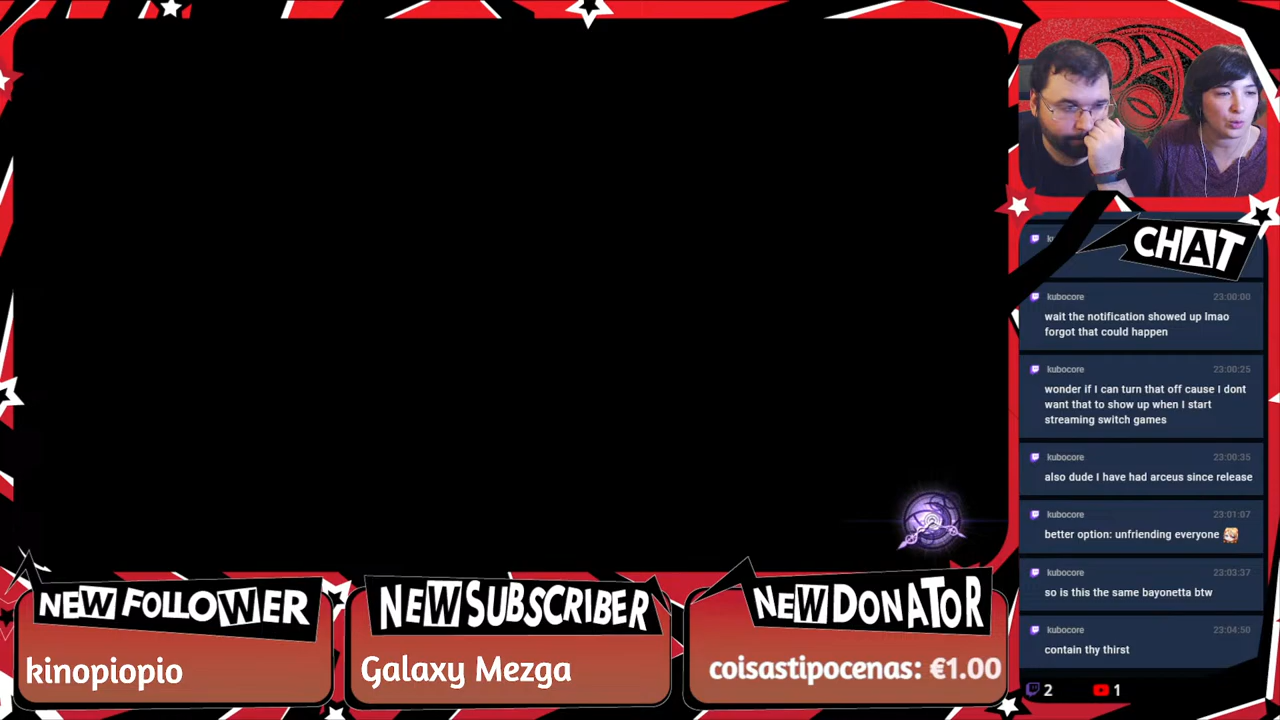 CHAT
kubocore 23:00:00
wait the notification showed up lmao
forgot that could happen
kubocore 23:00:25
wonder if I can turn that off cause I dont
want that to show up when I start
streaming switch games
kubocore 23:00:35
also dude I have had arceus since release
kubocore 23:01:07
better option: unfriending everyone
kubocore 23:03:37
so is this the same bayonetta btw
kubocore 23:04:50
contain thy thirst
2 1
NEW FOLLOWER
kinopiopio
NEW SUBSCRIBER
Galaxy Mezga
NEW DONATOR
coisastipocenas: €1.00